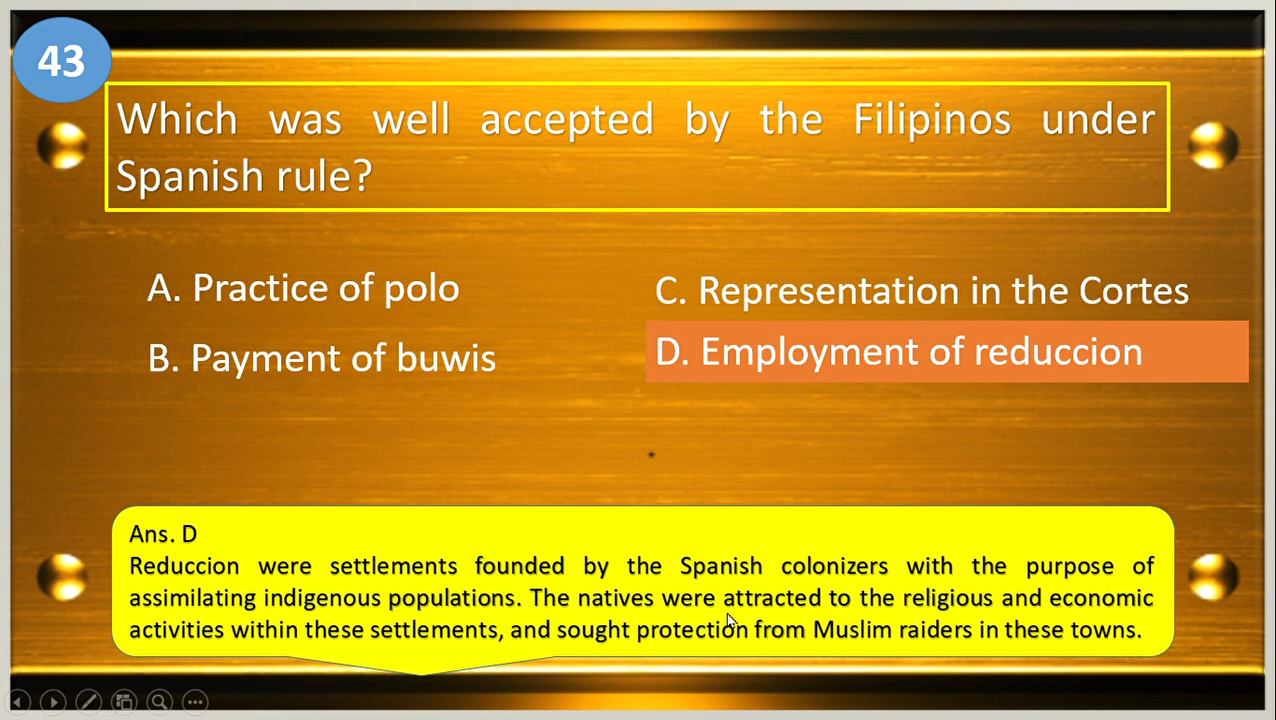 43
Which was well accepted by the Filipinos under
Spanish rule?
A. Practice of polo
B. Payment of buwis
C. Representation in the Cortes
D. Employment of reduccion
Ans. D
Reduccion were settlements founded by the Spanish colonizers with the purpose of
assimilating indigenous populations. The natives were attracted to the religious and economic
activities within these settlements, and sought protection from Muslim raiders in these towns.